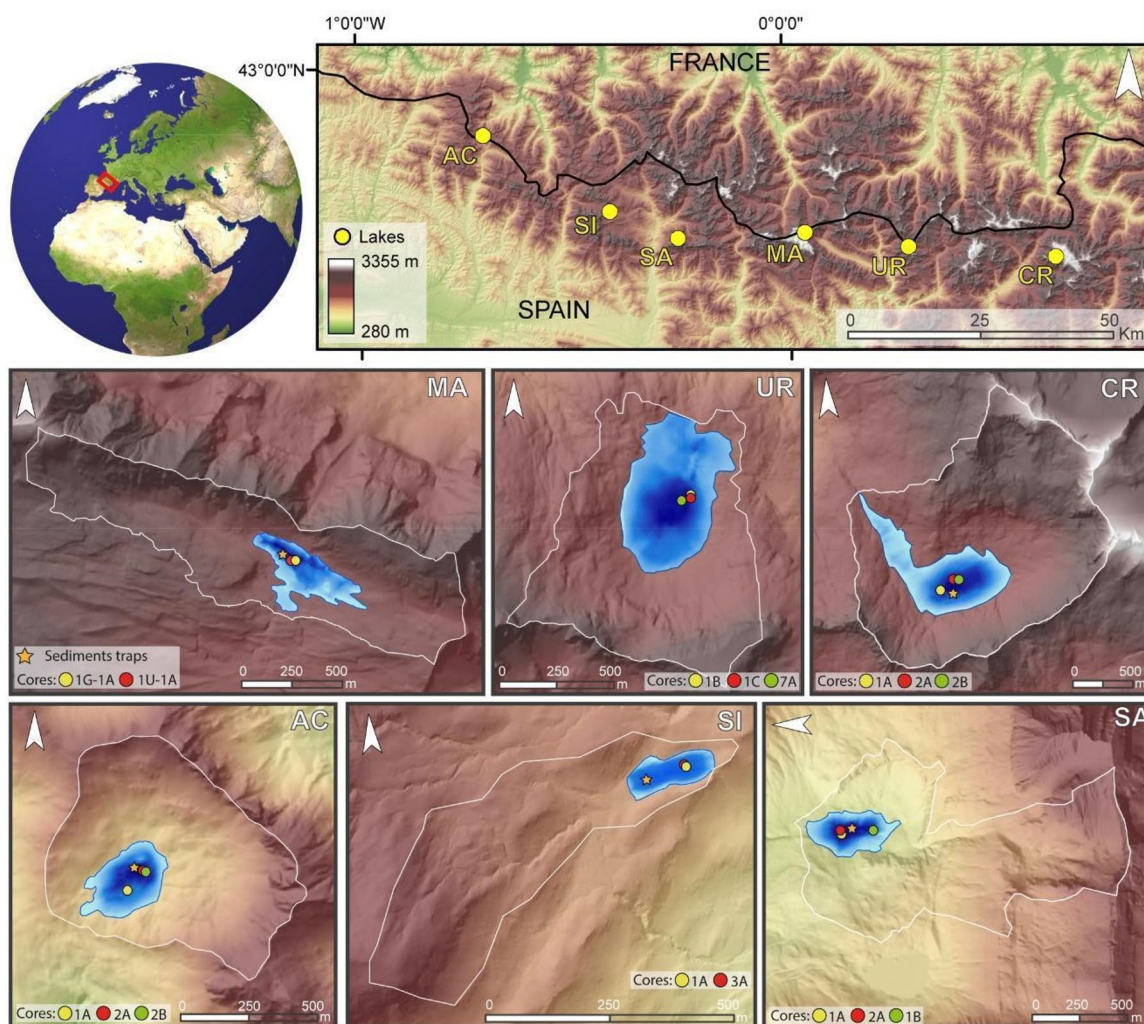 1°0'0"W 0°0'0"
43°0'0"N
FRANCE
AC
SI
SA
MA
UR
CR
Lakes
3355 m
280 m
SPAIN
0 25 50
Km
MA
Sediments traps
Cores: 1G-1A 1U-1A
0 250 500
m
UR
0 250 500
m
Cores: 1B 1C 7A
CR
0 500
m
Cores: 1A 2A 2B
AC
Cores: 1A 2A 2B
0 250 500
m
SI
Cores: 1A 3A
0 250 500
m
SA
Cores: 1A 2A 1B
0 250 500
m